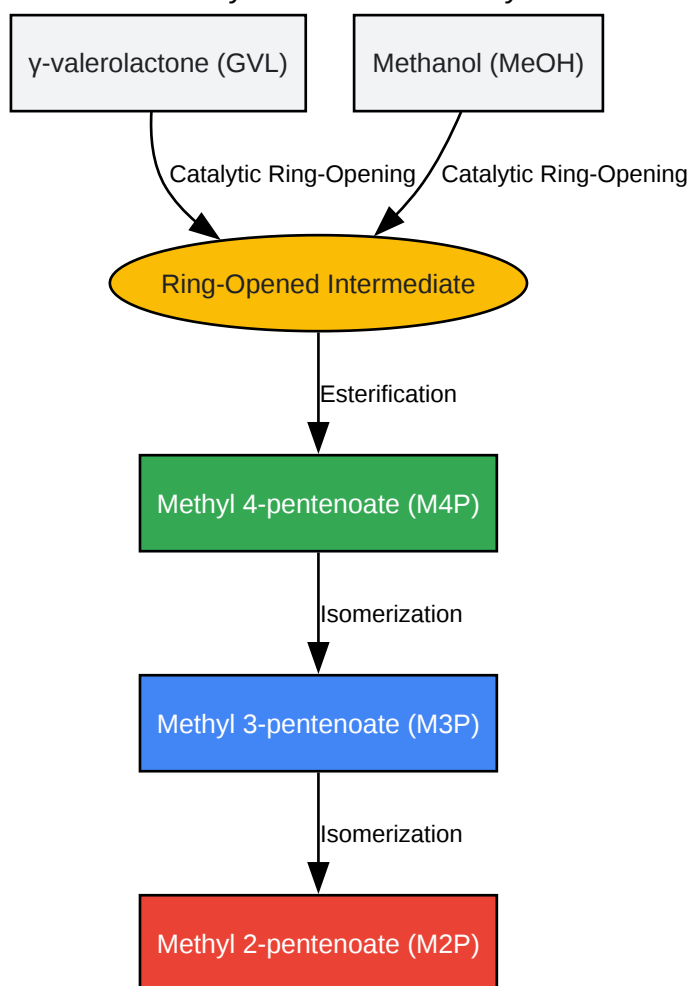 γ-valerolactone (GVL)
Methanol (MeOH)
Catalytic Ring-Opening
Catalytic Ring-Opening
Ring-Opened Intermediate
Esterification
Methyl 4-pentenoate (M4P)
Isomerization
Methyl 3-pentenoate (M3P)
Isomerization
Methyl 2-pentenoate (M2P)